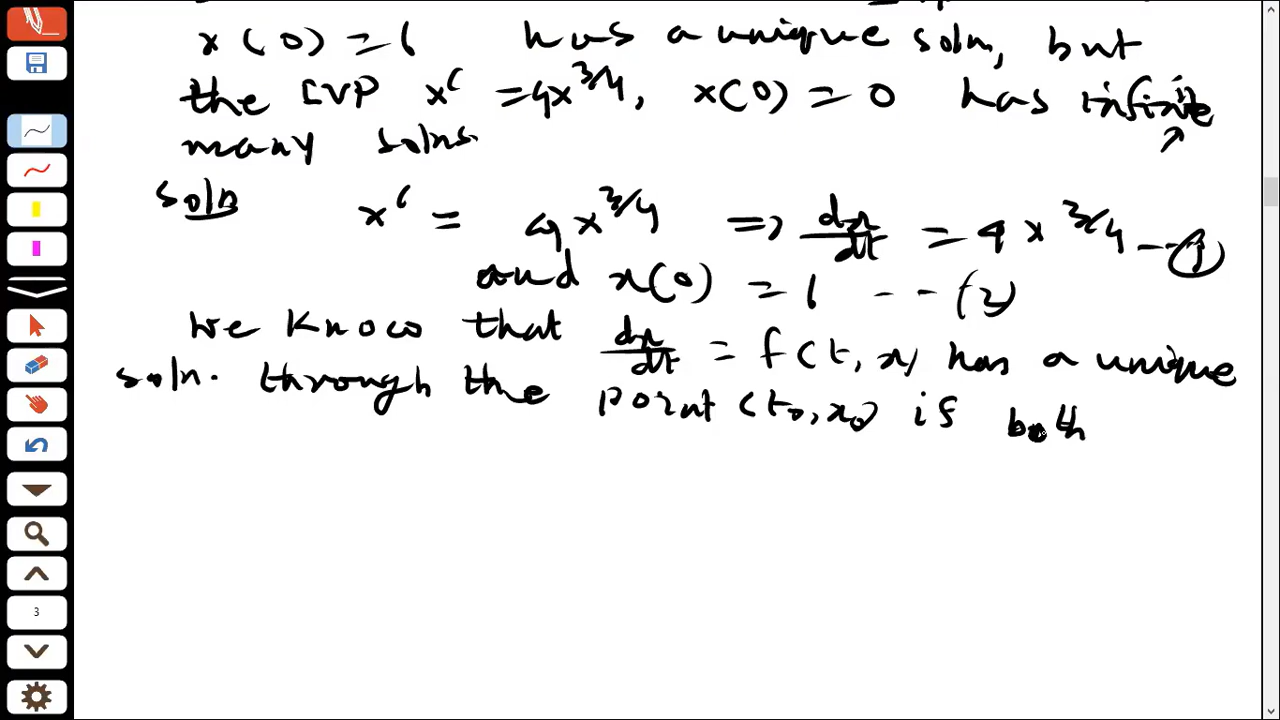 x(0) = 1 has a unique soln, but
the IVP x' = 4x^{3/4}, x(0) = 0 has infinite
many solns.
soln x' = 4x^{3/4} => dx/dt = 4x^{3/4} -- (1)
and x(0) = 1 --- (2)
We know that dx/dt = f(t, x) has a unique
soln. through the point (t₀, x₀) if both
3